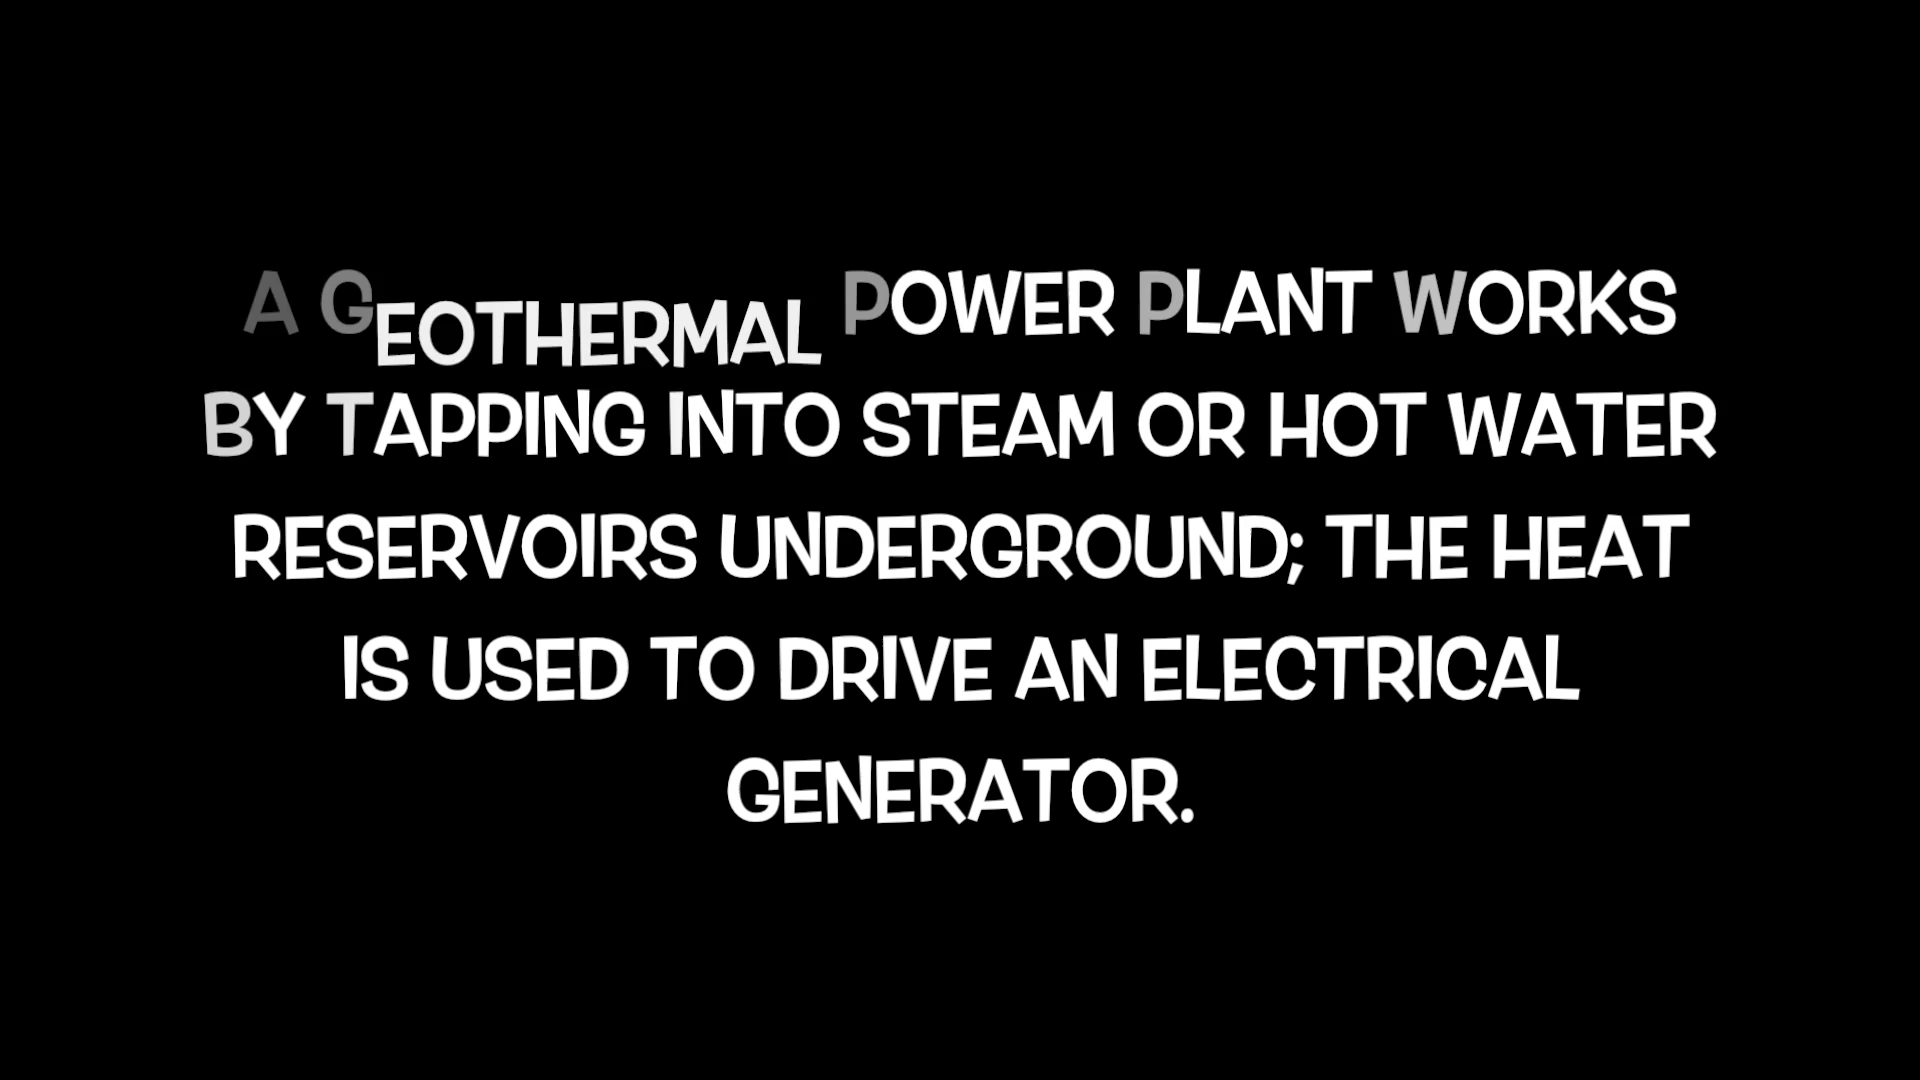 A GEOTHERMAL POWER PLANT WORKS
BY TAPPING INTO STEAM OR HOT WATER
RESERVOIRS UNDERGROUND; THE HEAT
IS USED TO DRIVE AN ELECTRICAL
GENERATOR.